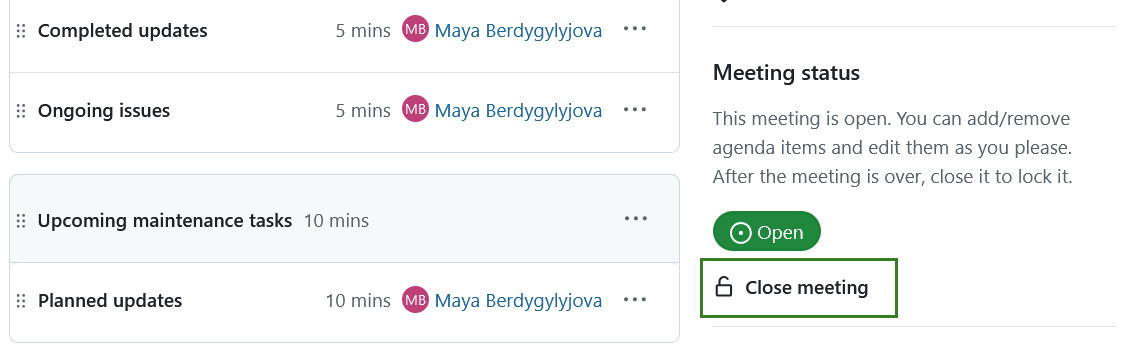 Completed updates 5 mins MB Maya Berdygylyjova
Ongoing issues 5 mins MB Maya Berdygylyjova
Upcoming maintenance tasks 10 mins
Planned updates 10 mins MB Maya Berdygylyjova
Meeting status
This meeting is open. You can add/remove
agenda items and edit them as you please.
After the meeting is over, close it to lock it.
Open
Close meeting